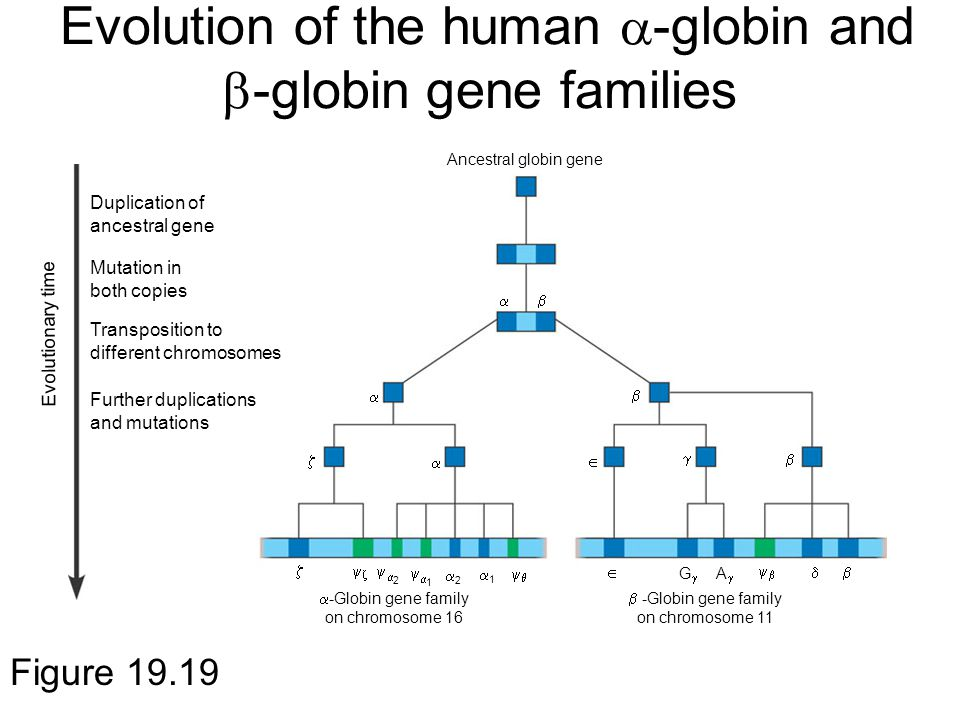 Evolution of the human α-globin and
β-globin gene families
Ancestral globin gene
Duplication of
ancestral gene
Mutation in
both copies
Transposition to
different chromosomes
Further duplications
and mutations
Evolutionary time
α β
α β
ζ α ∈ γ β
ζ ψζ ψα2 ψα1 α2 α1 ψθ ∈ Gγ Aγ ψβ δ β
α-Globin gene family
on chromosome 16
β -Globin gene family
on chromosome 11
Figure 19.19